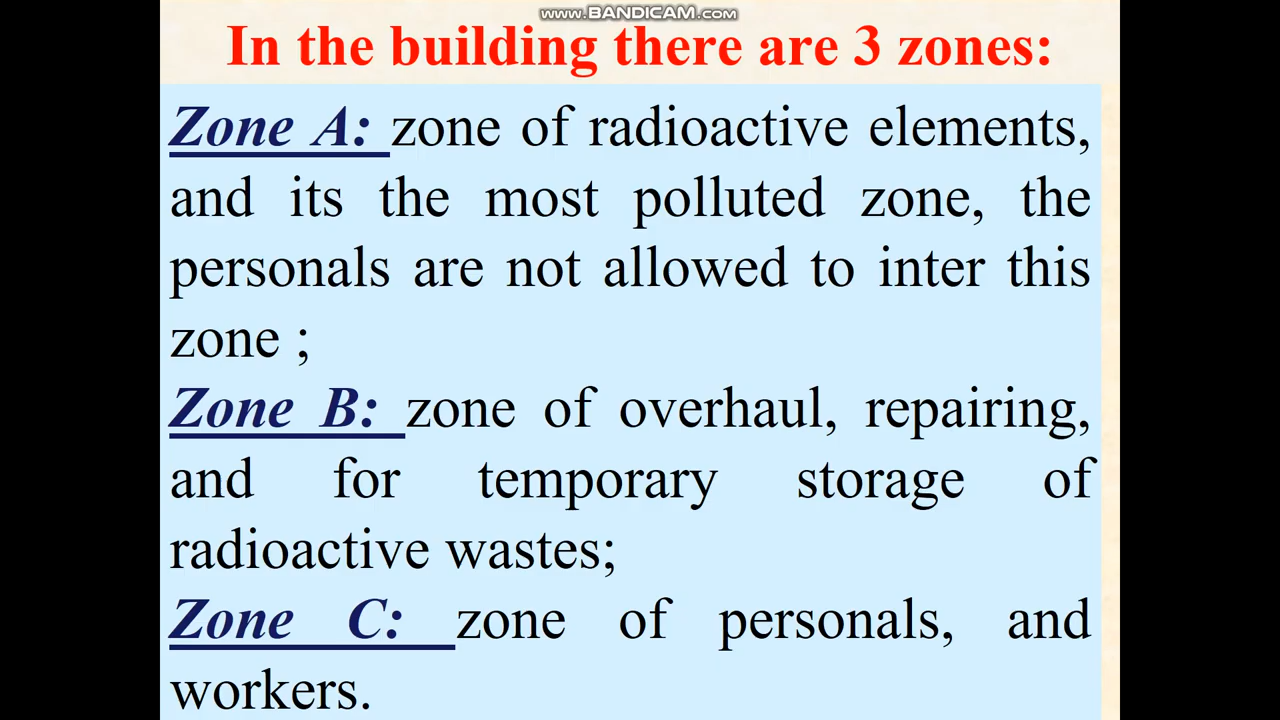 www.BANDICAM.com
In the building there are 3 zones:
Zone A: zone of radioactive elements,
and its the most polluted zone, the
personals are not allowed to inter this
zone ;
Zone B: zone of overhaul, repairing,
and for temporary storage of
radioactive wastes;
Zone C: zone of personals, and
workers.